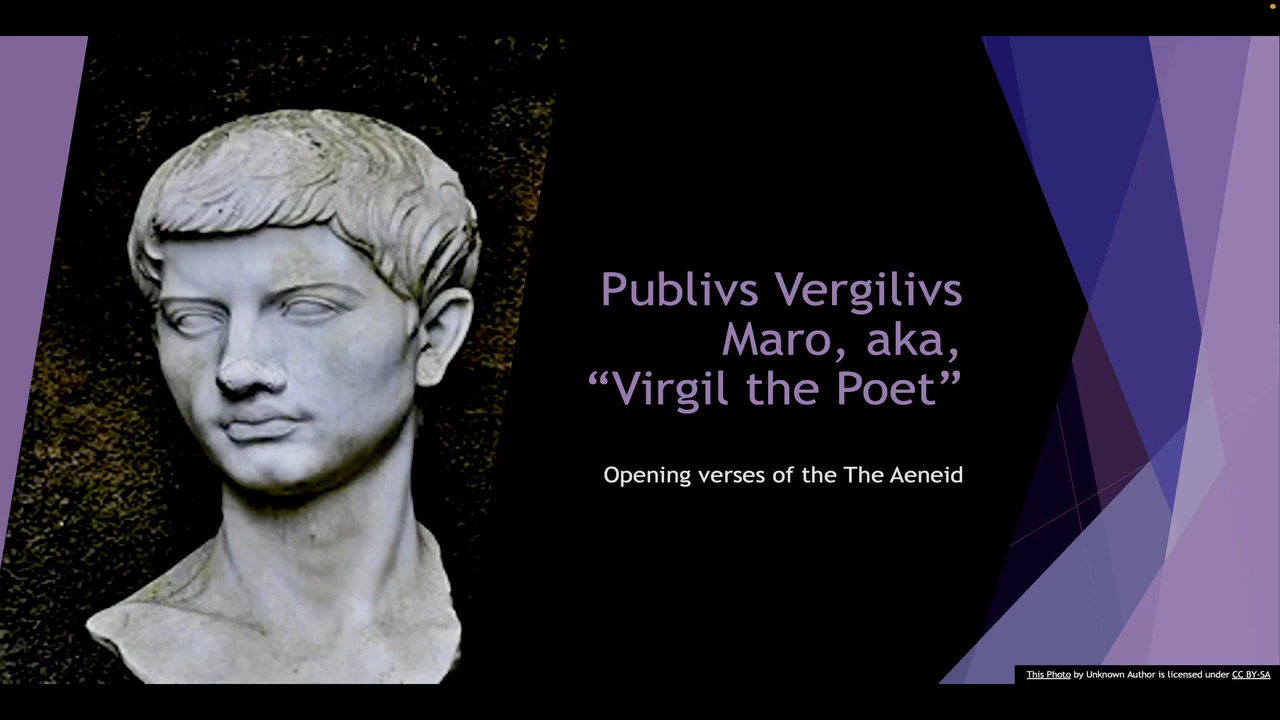 Publivs Vergilivs
Maro, aka,
“Virgil the Poet”
Opening verses of the The Aeneid
This Photo by Unknown Author is licensed under CC BY-SA